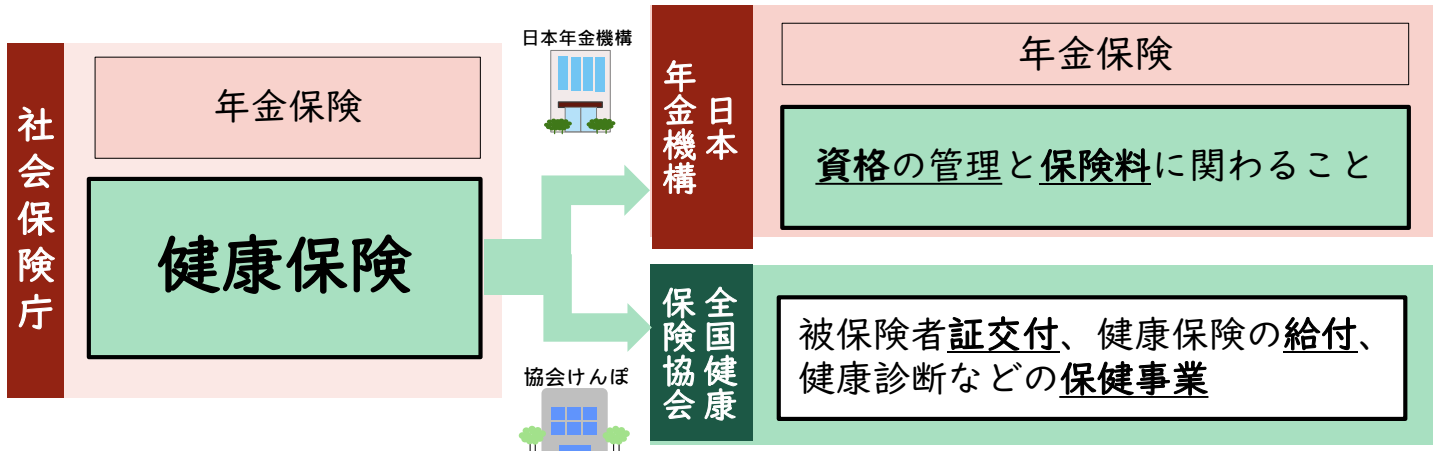 社会保険庁
年金保険
健康保険
日本年金機構
協会けんぽ
日本
年金機構
年金保険
資格の管理と保険料に関わること
全国健康
保険協会
被保険者証交付、健康保険の給付、
健康診断などの保健事業